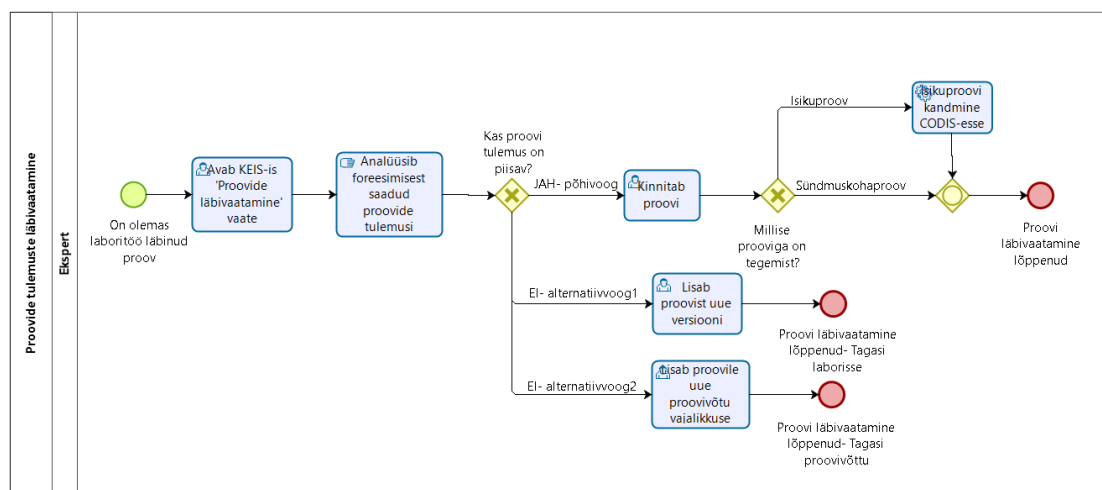 Proovide tulemuste läbivaatamine
Ekspert
On olemas
laboritöö läbinud
proov
Avab KEIS-is
'Proovide
läbivaatamine'
vaate
Analüüsib
foreesimisest
saadud
proovide
tulemusi
Kas proovi
tulemus on
piisav?
JAH- põhivoog
Kinnitab
proovi
Millise
prooviga on
tegemist?
Isikuproov
Isikuproovi
kandmine
CODIS-esse
Sündmuskohaproov
Proovi
läbivaatamine
lõppenud
EI- alternatiivvoog1
Lisab
proovist uue
versiooni
Proovi läbivaatamine
lõppenud- Tagasi
laborisse
EI- alternatiivvoog2
Lisab proovile
uue
proovivõtu
vajalikkuse
Proovi läbivaatamine
lõppenud- Tagasi
proovivõttu